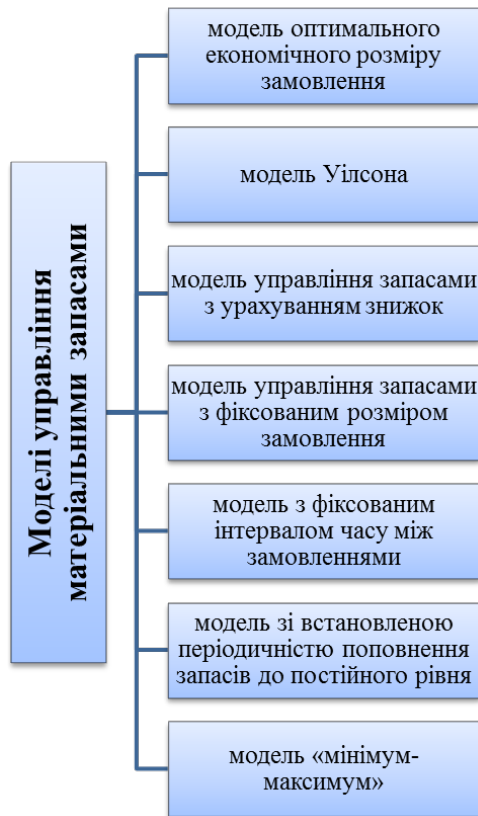 Моделі управління
матеріальними запасами
модель оптимального
економічного розміру
замовлення
модель Уілсона
модель управління запасами
з урахуванням знижок
модель управління запасами
з фіксованим розміром
замовлення
модель з фіксованим
інтервалом часу між
замовленнями
модель зі встановленою
періодичністю поповнення
запасів до постійного рівня
модель «мінімум-
максимум»